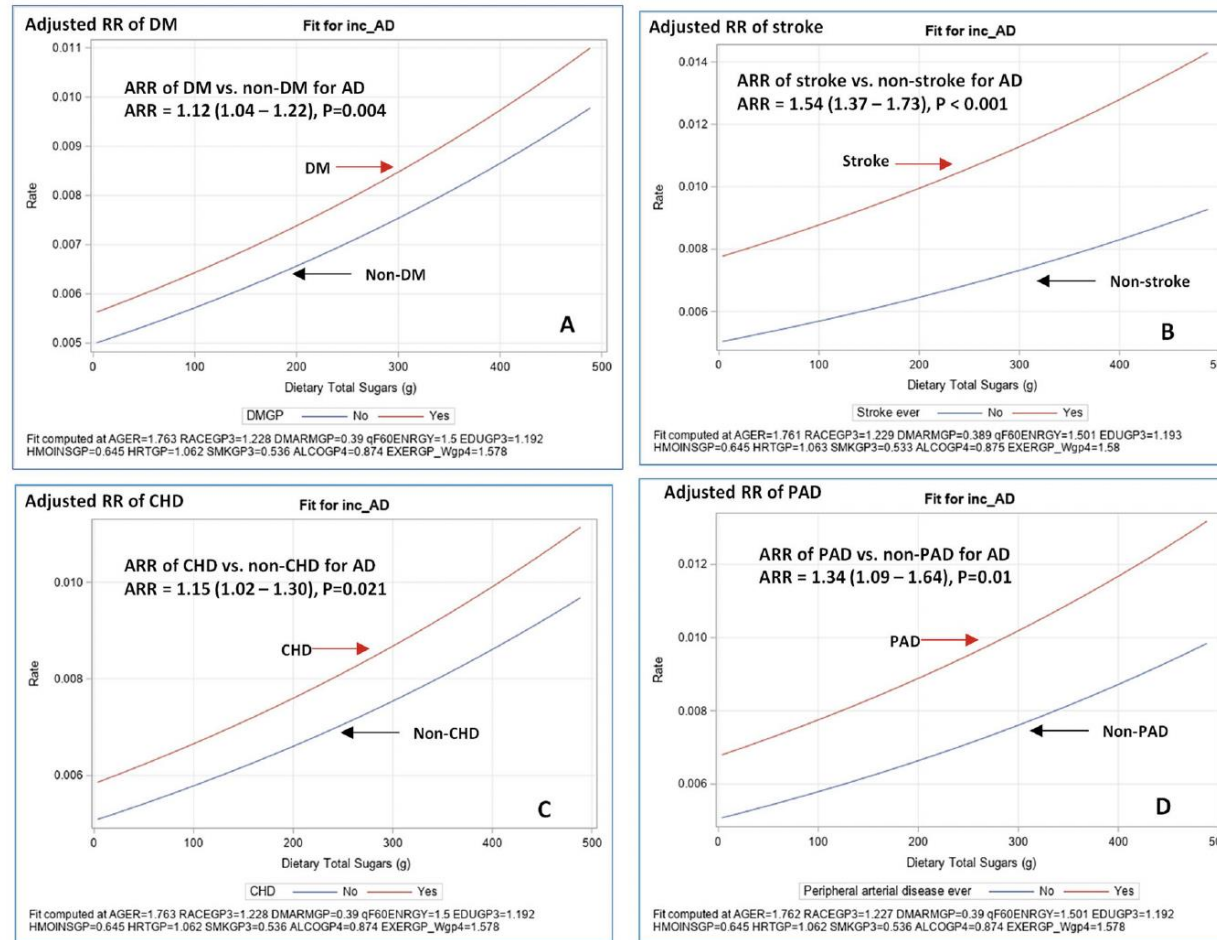 Adjusted RR of DM
Fit for inc_AD
0.011
0.010
0.009
0.008
0.007
0.006
0.005
Rate
ARR of DM vs. non-DM for AD
ARR = 1.12 (1.04 – 1.22), P=0.004
DM
Non-DM
A
0
100
200
300
400
500
Dietary Total Sugars (g)
DMGP No Yes
Fit computed at AGER=1.763 RACEGP3=1.228 DMARMGP=0.39 qF60ENRGY=1.5 EDUGP3=1.192
HMOINSGP=0.645 HRTGP=1.062 SMKGP3=0.536 ALCOGP4=0.874 EXERGP_Wgp4=1.578
Adjusted RR of stroke
Fit for inc_AD
0.014
0.012
0.010
0.008
0.006
Rate
ARR of stroke vs. non-stroke for AD
ARR = 1.54 (1.37 – 1.73), P < 0.001
Stroke
Non-stroke
B
0
100
200
300
400
Dietary Total Sugars (g)
Stroke ever No Yes
Fit computed at AGER=1.761 RACEGP3=1.229 DMARMGP=0.389 qF60ENRGY=1.501 EDUGP3=1.193
HMOINSGP=0.645 HRTGP=1.063 SMKGP3=0.533 ALCOGP4=0.875 EXERGP_Wgp4=1.58
Adjusted RR of CHD
Fit for inc_AD
0.010
0.008
0.006
Rate
ARR of CHD vs. non-CHD for AD
ARR = 1.15 (1.02 – 1.30), P=0.021
CHD
Non-CHD
C
0
100
200
300
400
500
Dietary Total Sugars (g)
CHD No Yes
Fit computed at AGER=1.763 RACEGP3=1.228 DMARMGP=0.39 qF60ENRGY=1.5 EDUGP3=1.192
HMOINSGP=0.645 HRTGP=1.062 SMKGP3=0.536 ALCOGP4=0.874 EXERGP_Wgp4=1.578
Adjusted RR of PAD
Fit for inc_AD
0.012
0.010
0.008
0.006
Rate
ARR of PAD vs. non-PAD for AD
ARR = 1.34 (1.09 – 1.64), P=0.01
PAD
Non-PAD
D
0
100
200
300
400
Dietary Total Sugars (g)
Peripheral arterial disease ever No Yes
Fit computed at AGER=1.762 RACEGP3=1.227 DMARMGP=0.39 qF60ENRGY=1.501 EDUGP3=1.192
HMOINSGP=0.645 HRTGP=1.062 SMKGP3=0.536 ALCOGP4=0.874 EXERGP_Wgp4=1.578